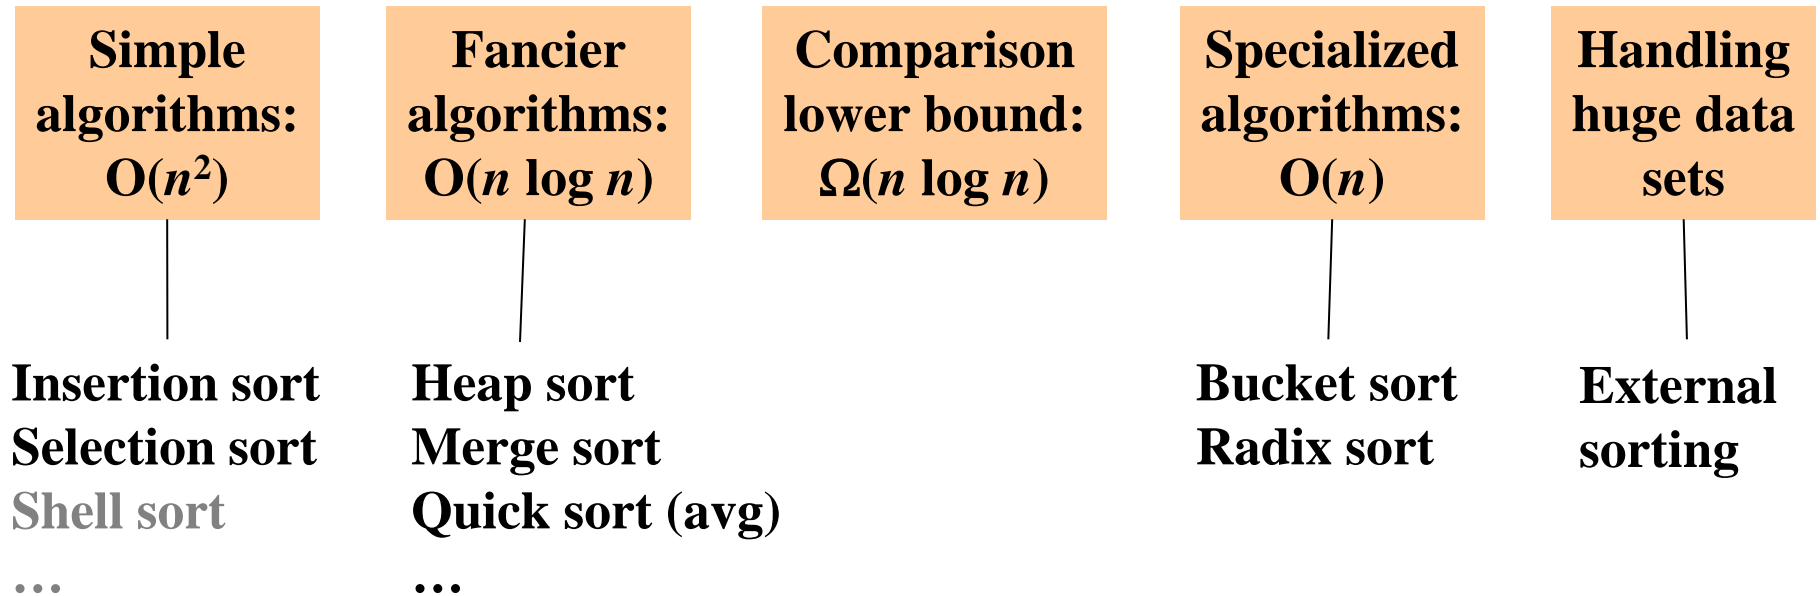 Simple
algorithms:
O(n²)
Fancier
algorithms:
O(n log n)
Comparison
lower bound:
Ω(n log n)
Specialized
algorithms:
O(n)
Handling
huge data
sets
Insertion sort
Selection sort
Shell sort
…
Heap sort
Merge sort
Quick sort (avg)
…
Bucket sort
Radix sort
External
sorting